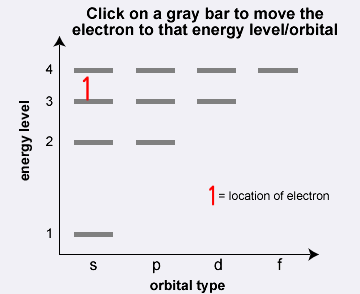 Click on a gray bar to move the
electron to that energy level/orbital
4
3
2
1
energy level
1 = location of electron
s p d f
orbital type